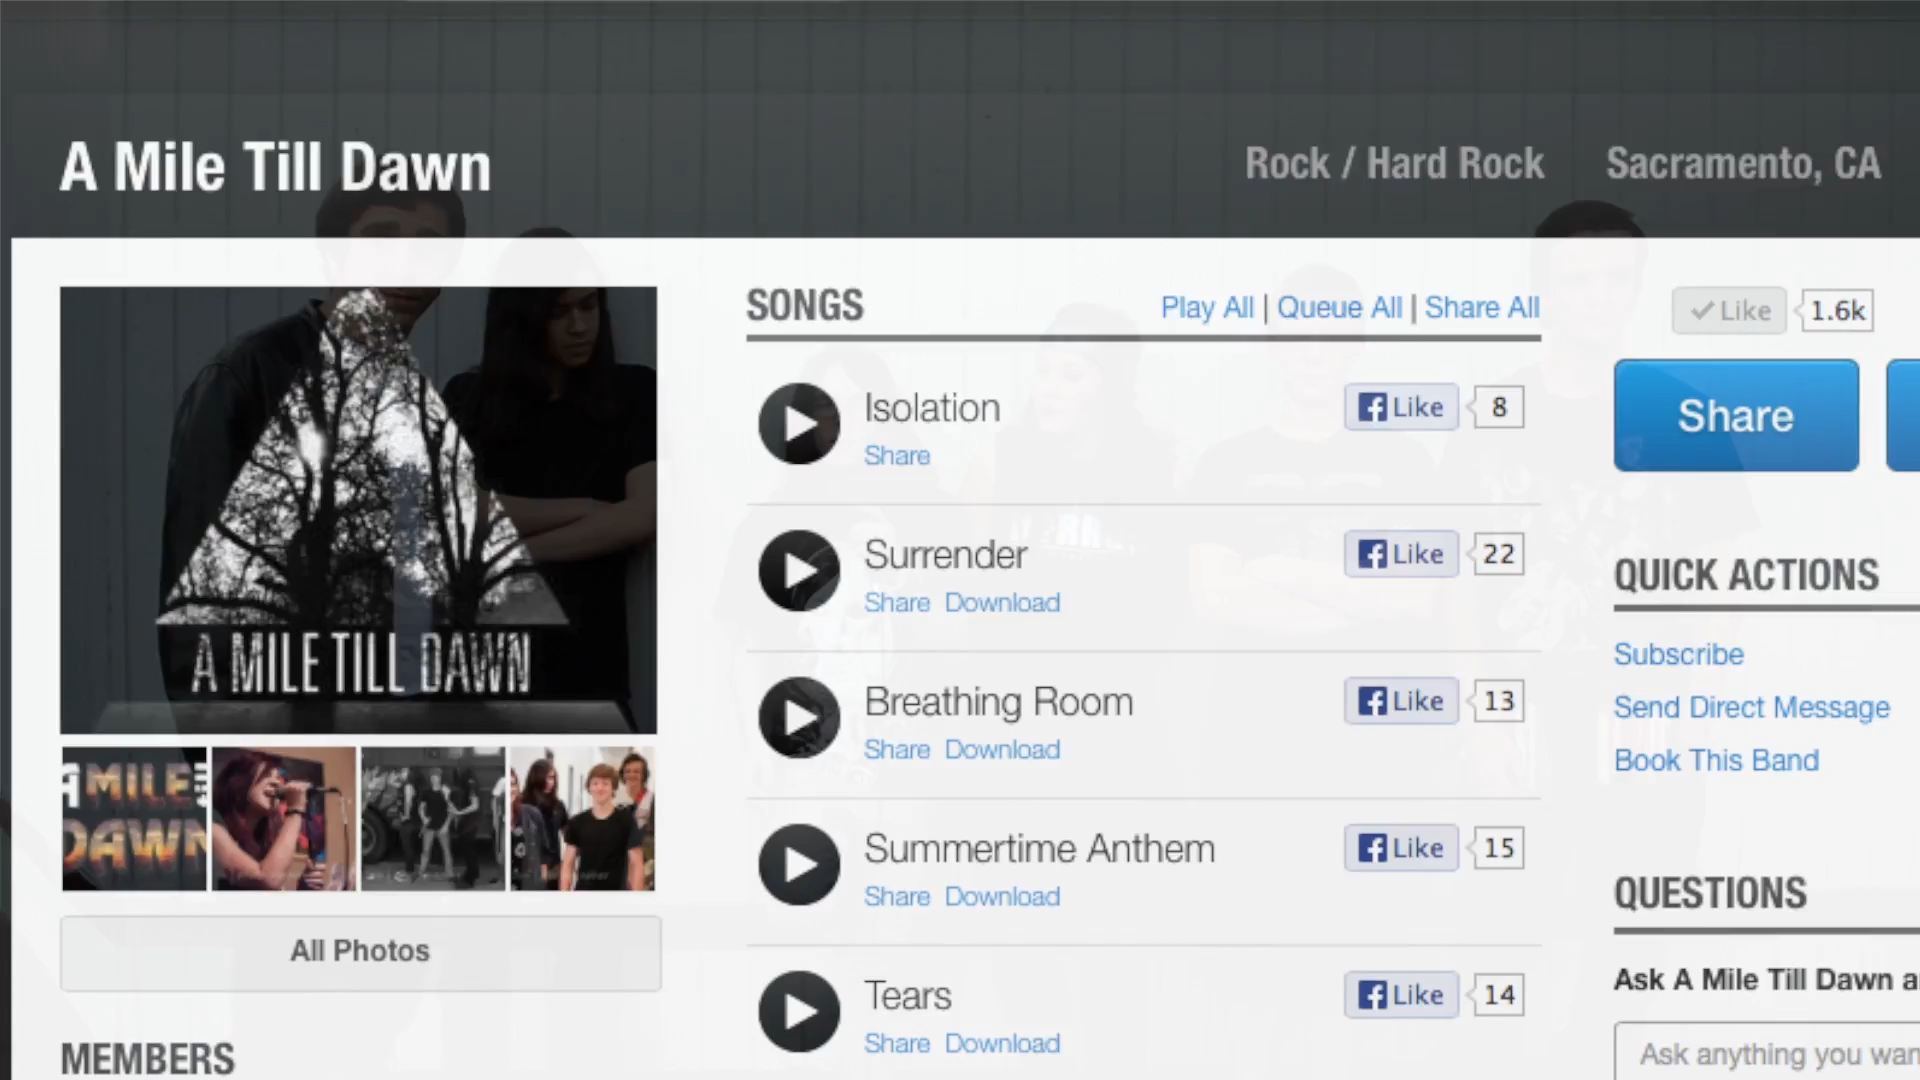 A Mile Till Dawn
Rock / Hard Rock
Sacramento, CA
A MILE TILL DAWN
A MILE
DAWN
All Photos
MEMBERS
SONGS
Play All | Queue All | Share All
Isolation
Share
Like 8
Surrender
Share Download
Like 22
Breathing Room
Share Download
Like 13
Summertime Anthem
Share Download
Like 15
Tears
Share Download
Like 14
Like 1.6k
Share
QUICK ACTIONS
Subscribe
Send Direct Message
Book This Band
QUESTIONS
Ask A Mile Till Dawn
Ask anything you